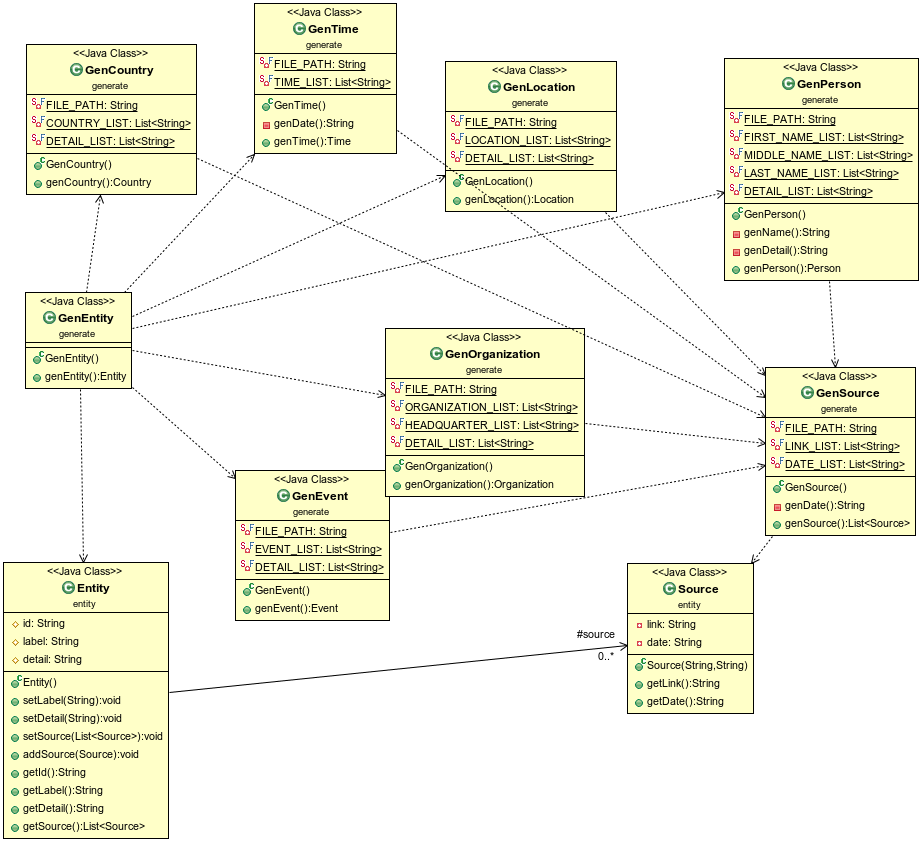 <<Java Class>>
GenTime
generate
FILE_PATH: String
TIME_LIST: List<String>
GenTime()
genDate():String
genTime():Time
<<Java Class>>
GenCountry
generate
FILE_PATH: String
COUNTRY_LIST: List<String>
DETAIL_LIST: List<String>
GenCountry()
genCountry():Country
<<Java Class>>
GenLocation
generate
FILE_PATH: String
LOCATION_LIST: List<String>
DETAIL_LIST: List<String>
GenLocation()
genLocation():Location
<<Java Class>>
GenPerson
generate
FILE_PATH: String
FIRST_NAME_LIST: List<String>
MIDDLE_NAME_LIST: List<String>
LAST_NAME_LIST: List<String>
DETAIL_LIST: List<String>
GenPerson()
genName():String
genDetail():String
genPerson():Person
<<Java Class>>
GenEntity
generate
GenEntity()
genEntity():Entity
<<Java Class>>
GenOrganization
generate
FILE_PATH: String
ORGANIZATION_LIST: List<String>
HEADQUARTER_LIST: List<String>
DETAIL_LIST: List<String>
GenOrganization()
genOrganization():Organization
<<Java Class>>
GenSource
generate
FILE_PATH: String
LINK_LIST: List<String>
DATE_LIST: List<String>
GenSource()
genDate():String
genSource():List<Source>
<<Java Class>>
GenEvent
generate
FILE_PATH: String
EVENT_LIST: List<String>
DETAIL_LIST: List<String>
GenEvent()
genEvent():Event
<<Java Class>>
Entity
entity
id: String
label: String
detail: String
Entity()
setLabel(String):void
setDetail(String):void
setSource(List<Source>):void
addSource(Source):void
getId():String
getLabel():String
getDetail():String
getSource():List<Source>
#source
0..*
<<Java Class>>
Source
entity
link: String
date: String
Source(String,String)
getLink():String
getDate():String